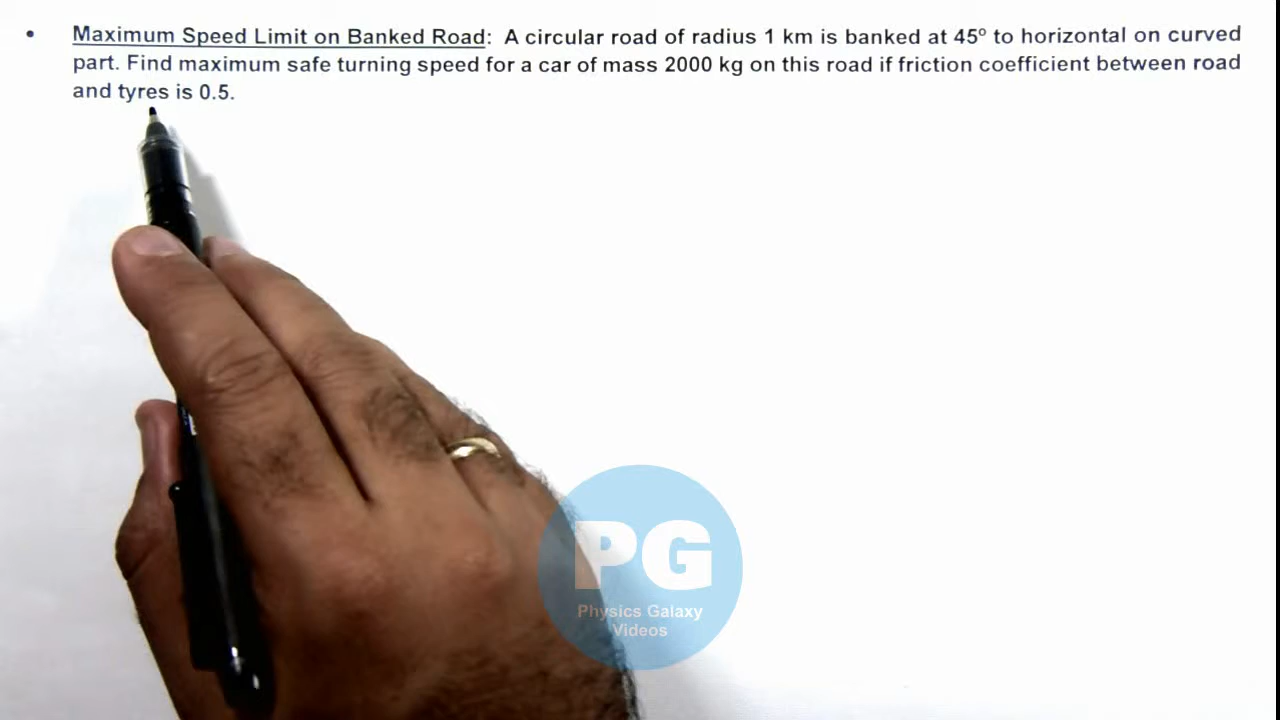 • Maximum Speed Limit on Banked Road: A circular road of radius 1 km is banked at 45º to horizontal on curved
part. Find maximum safe turning speed for a car of mass 2000 kg on this road if friction coefficient between road
and tyres is 0.5.
PG
Physics Galaxy
Videos